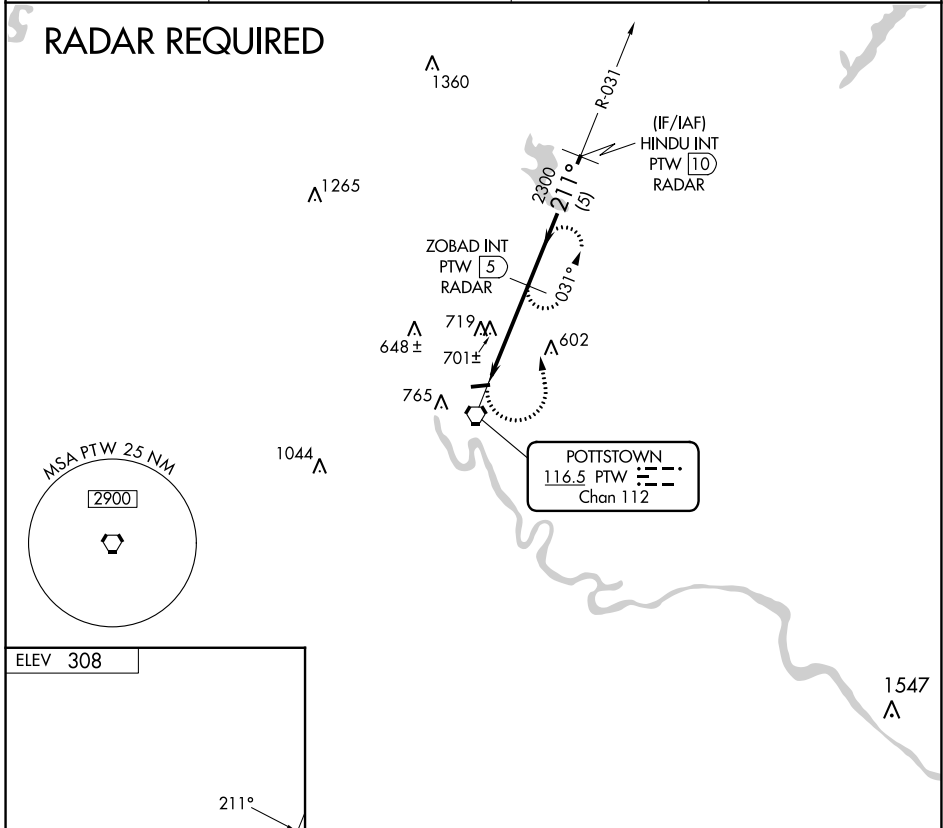 RADAR REQUIRED
1360
R-031
(IF/IAF)
HINDU INT
PTW 10
RADAR
2300
211°
(5)
1265
ZOBAD INT
PTW 5
RADAR
031°
719
648 ±
701±
602
765
1044
POTTSTOWN
116.5 PTW
Chan 112
MSA PTW 25 NM
2900
ELEV 308
1547
211°